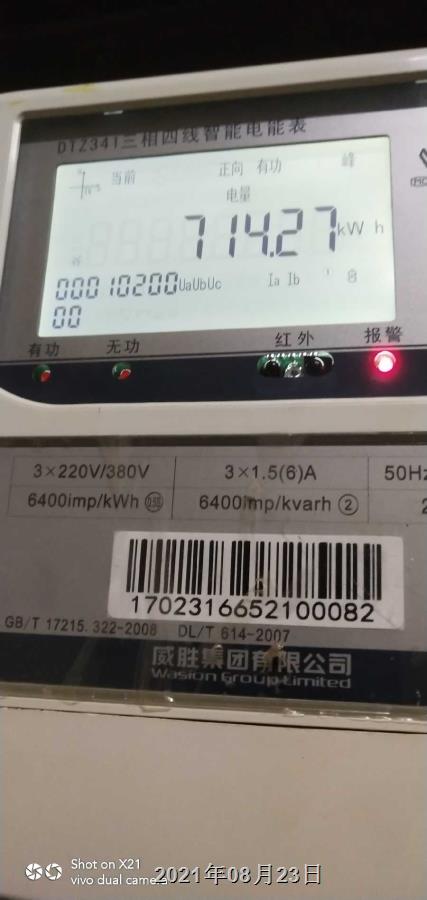 DTZ341三相四线智能电能表
当前 正向 有功 峰
电量
714.27kWh
00010200UaUbUc Ia Ib
00
有功 无功 红外 报警
3×220V/380V 3×1.5(6)A 50Hz
6400imp/kWh 6400imp/kvarh ②
1702316652100082
GB/T 17215.322-2008 DL/T 614-2007
威胜集团有限公司
Wasion Group Limited
Shot on X21
vivo dual camera
2021年08月23日